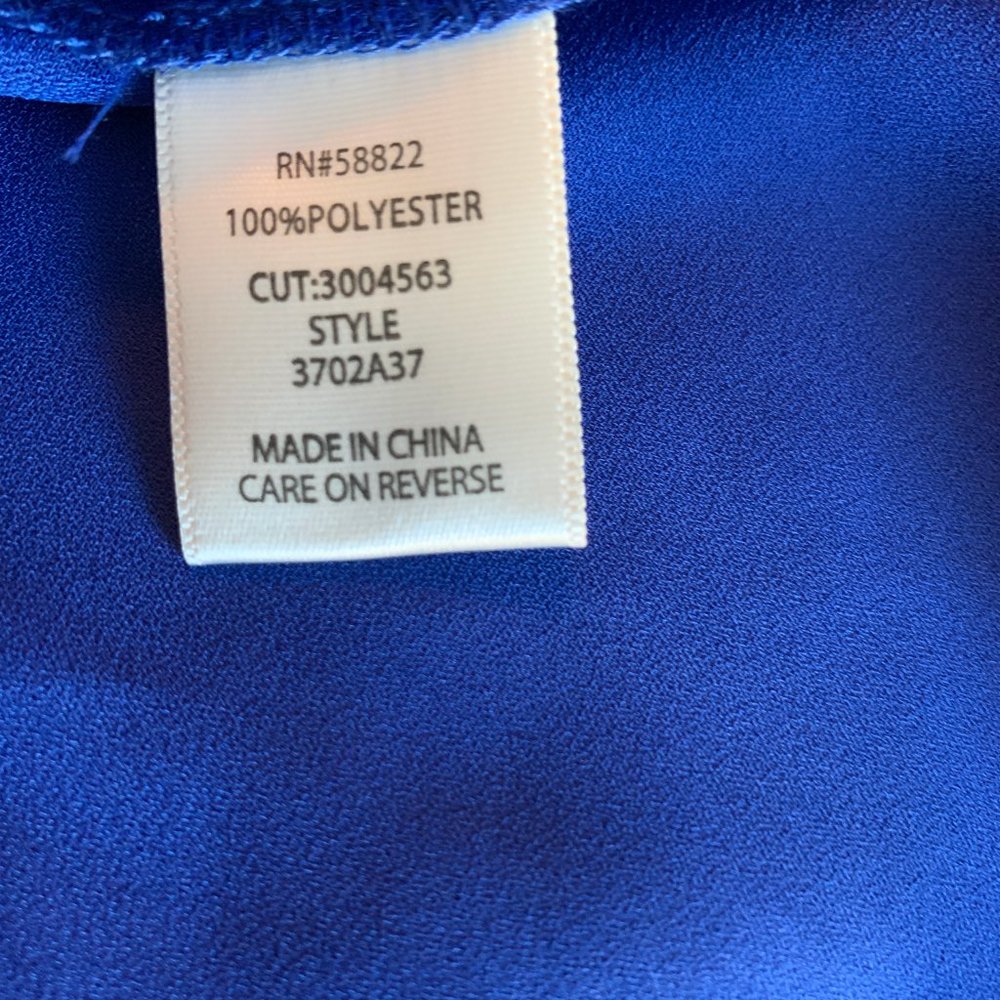 RN#58822
100%POLYESTER
CUT:3004563
STYLE
3702A37
MADE IN CHINA
CARE ON REVERSE